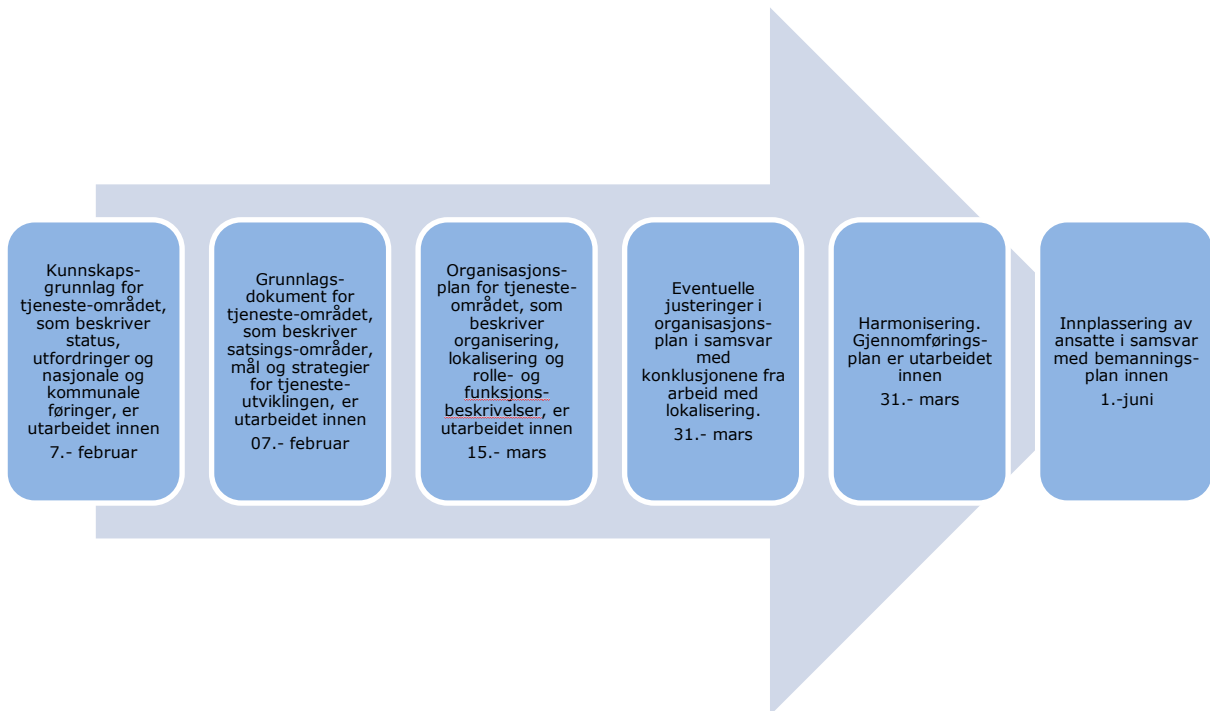 Kunnskaps-
grunnlag for
tjeneste-området,
som beskriver
status,
utfordringer og
nasjonale og
kommunale
føringer, er
utarbeidet innen
7.- februar
Grunnlags-
dokument for
tjeneste-området,
som beskriver
satsings-områder,
mål og strategier
for tjeneste-
utviklingen, er
utarbeidet innen
07.- februar
Organisasjons-
plan for tjeneste-
området, som
beskriver
organisering,
lokalisering og
rolle- og
funksjons-
beskrivelser, er
utarbeidet innen
15.- mars
Eventuelle
justeringer i
organisasjons-
plan i samsvar
med
konklusjonene fra
arbeid med
lokalisering.
31.- mars
Harmonisering.
Gjennomførings-
plan er utarbeidet
innen
31.- mars
Innplassering av
ansatte i samsvar
med bemannings-
plan innen
1.-juni